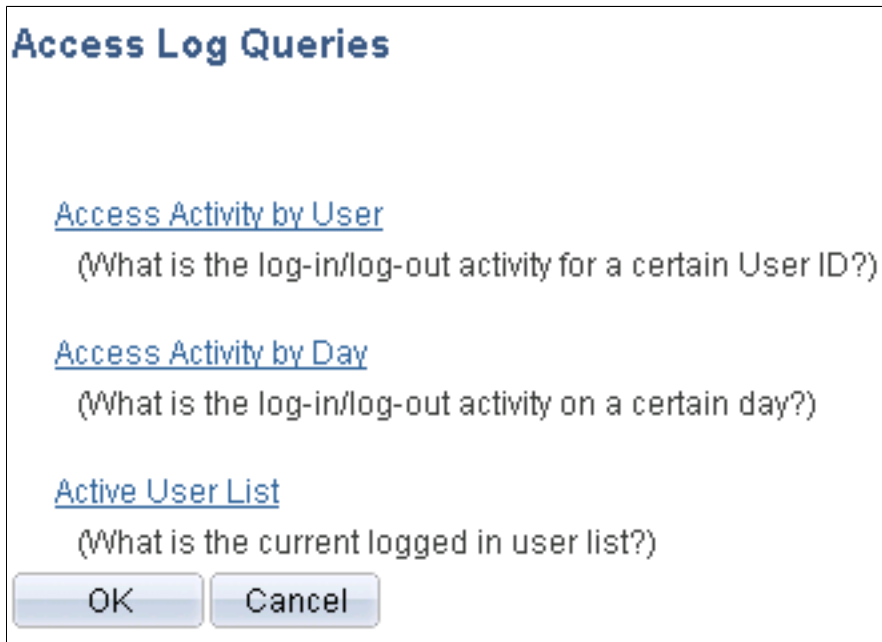 Access Log Queries
Access Activity by User
(What is the log-in/log-out activity for a certain User ID?)
Access Activity by Day
(What is the log-in/log-out activity on a certain day?)
Active User List
(What is the current logged in user list?)
OK Cancel